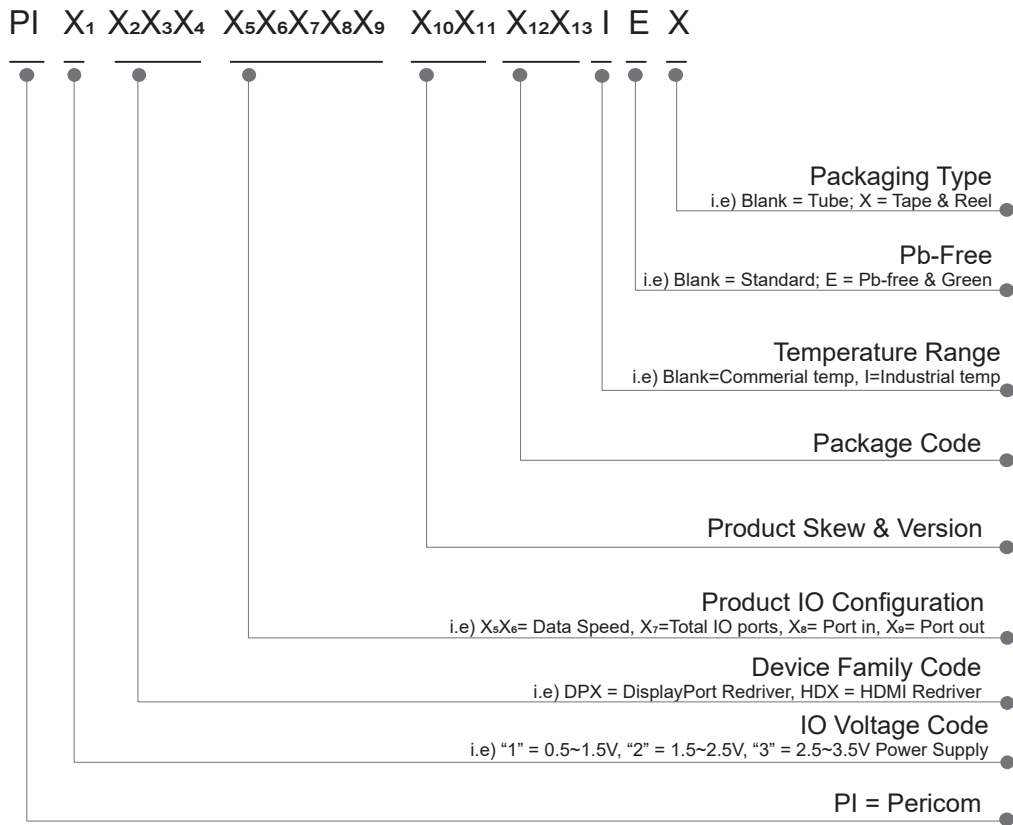 PI X₁ X₂X₃X₄ X₅X₆X₇X₈X₉ X₁₀X₁₁ X₁₂X₁₃ I E X
Packaging Type
i.e) Blank = Tube; X = Tape & Reel
Pb-Free
i.e) Blank = Standard; E = Pb-free & Green
Temperature Range
i.e) Blank=Commerial temp, I=Industrial temp
Package Code
Product Skew & Version
Product IO Configuration
i.e) X₅X₆= Data Speed, X₇=Total IO ports, X₈= Port in, X₉= Port out
Device Family Code
i.e) DPX = DisplayPort Redriver, HDX = HDMI Redriver
IO Voltage Code
i.e) “1” = 0.5~1.5V, “2” = 1.5~2.5V, “3” = 2.5~3.5V Power Supply
PI = Pericom